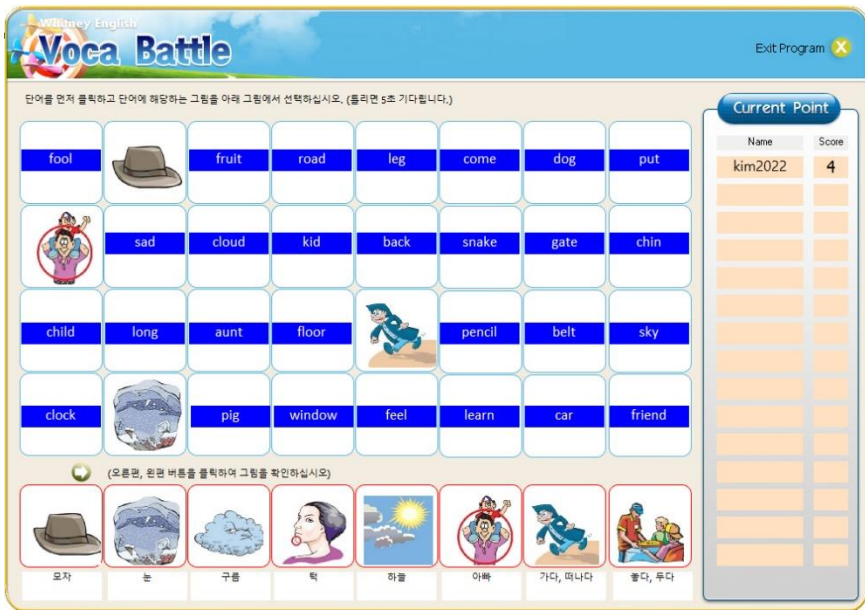 Whitney English
Voca Battle
Exit Program X
단어를 먼저 클릭하고 단어에 해당하는 그림을 아래 그림에서 선택하십시오. (틀리면 5초 기다립니다.)
Current Point
Name Score
kim2022 4
fool fruit road leg come dog put
sad cloud kid back snake gate chin
child long aunt floor pencil belt sky
clock pig window feel learn car friend
(오른편, 왼편 버튼을 클릭하여 그림을 확인하십시오)
모자 눈 구름 턱 하늘 아빠 가다, 떠나다 놓다, 두다